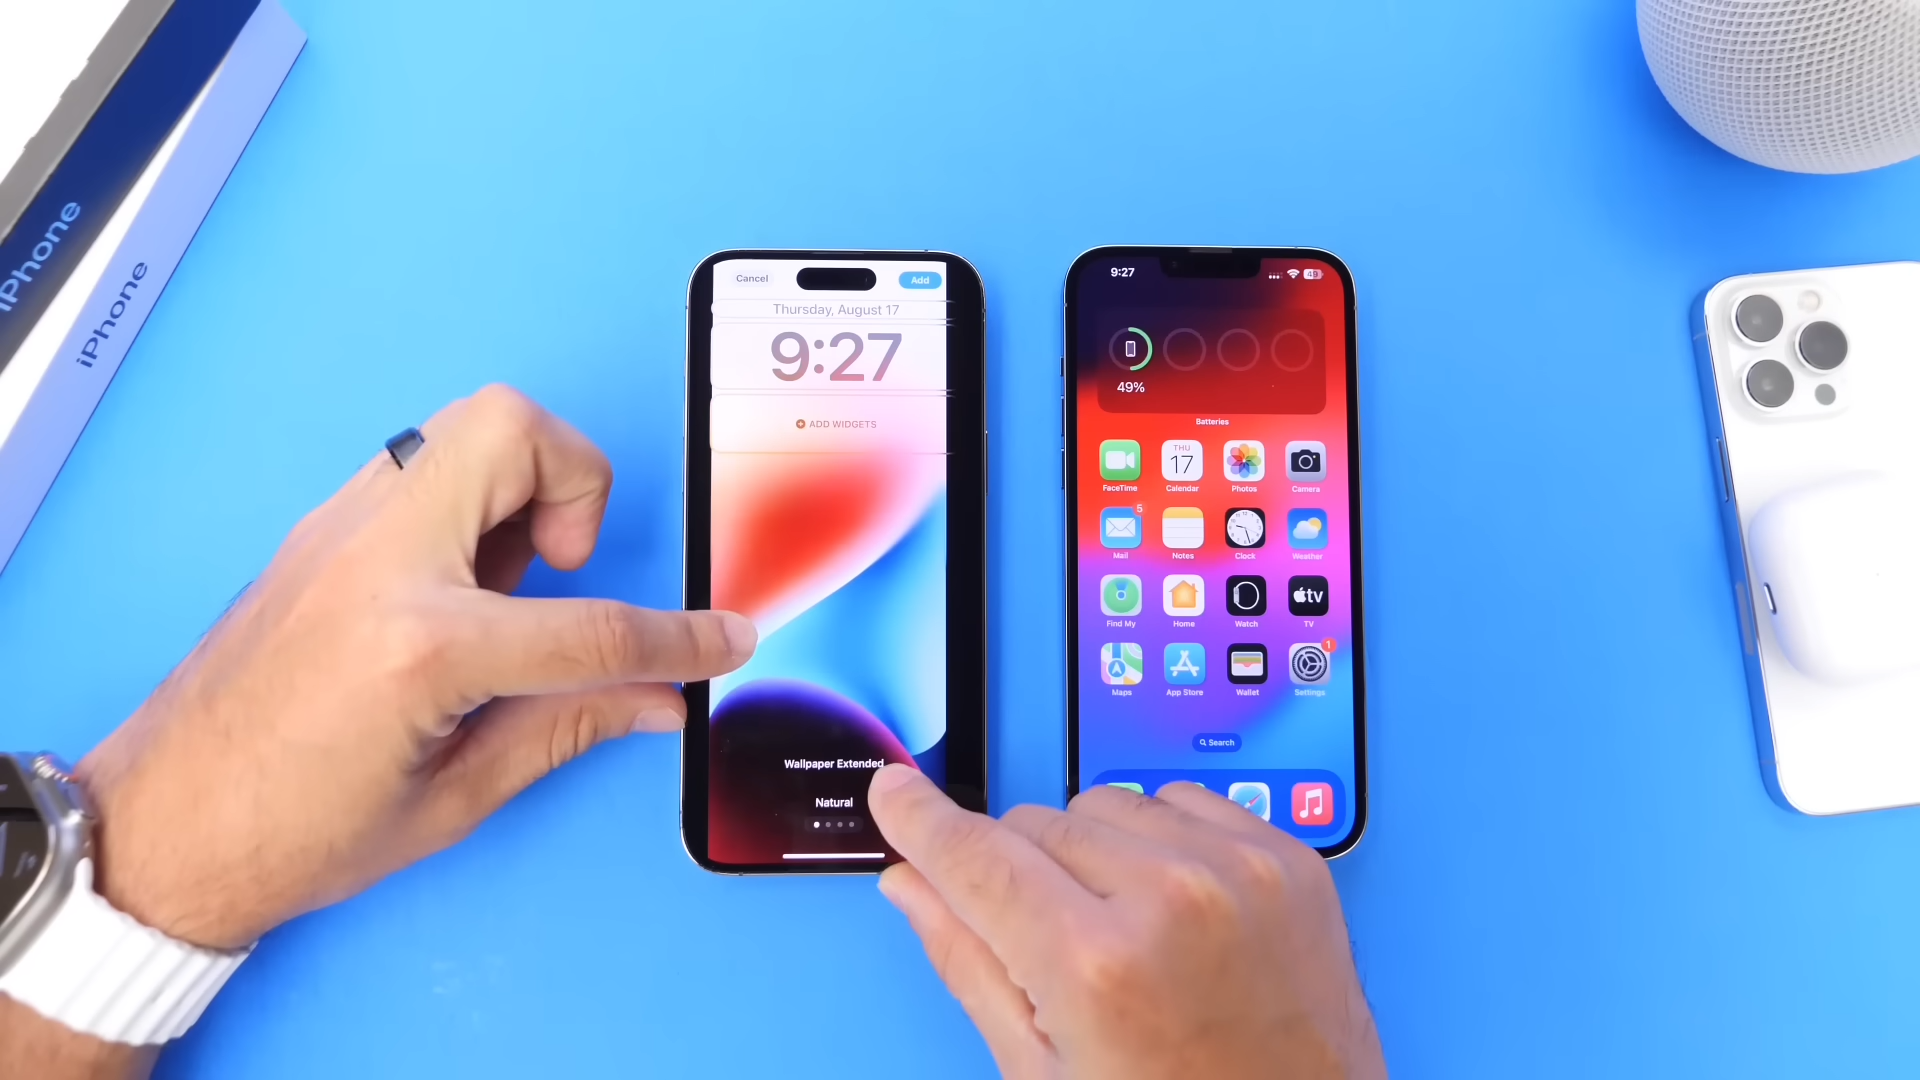 iPhone
iPhone
Cancel
Add
Thursday, August 17
9:27
ADD WIDGETS
Wallpaper Extended
Natural
9:27
49
49%
Batteries
THU
17
FaceTime
Calendar
Photos
Camera
5
Mail
Notes
Clock
Weather
tv
Find My
Home
Watch
TV
1
Maps
App Store
Wallet
Settings
Search